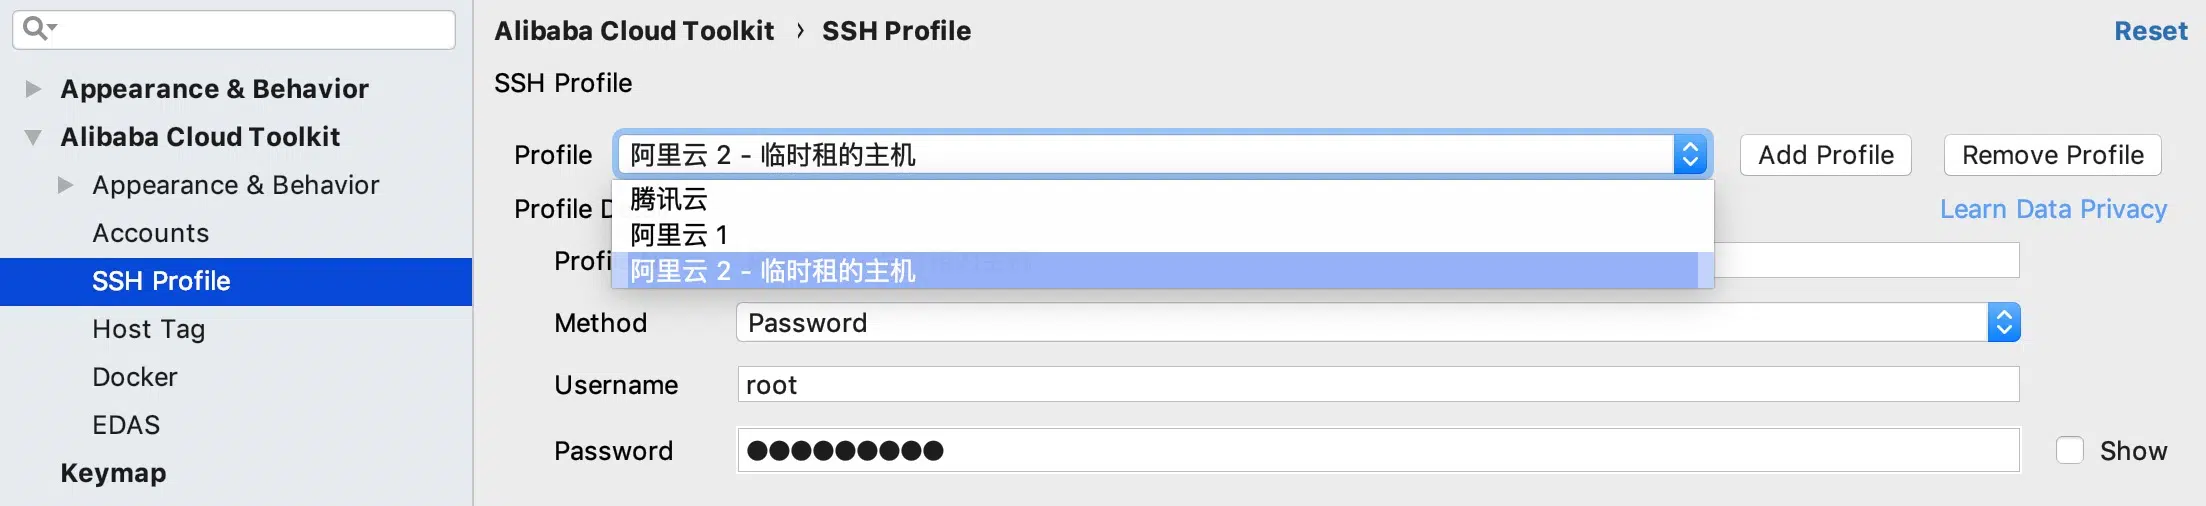 Alibaba Cloud Toolkit › SSH Profile
Reset
Appearance & Behavior
Alibaba Cloud Toolkit
Appearance & Behavior
Accounts
SSH Profile
Host Tag
Docker
EDAS
Keymap
SSH Profile
Profile 阿里云 2 - 临时租的主机 Add Profile Remove Profile
腾讯云
阿里云 1
阿里云 2 - 临时租的主机
Profile
Learn Data Privacy
Method Password
Username root
Password ●●●●●●●●● Show